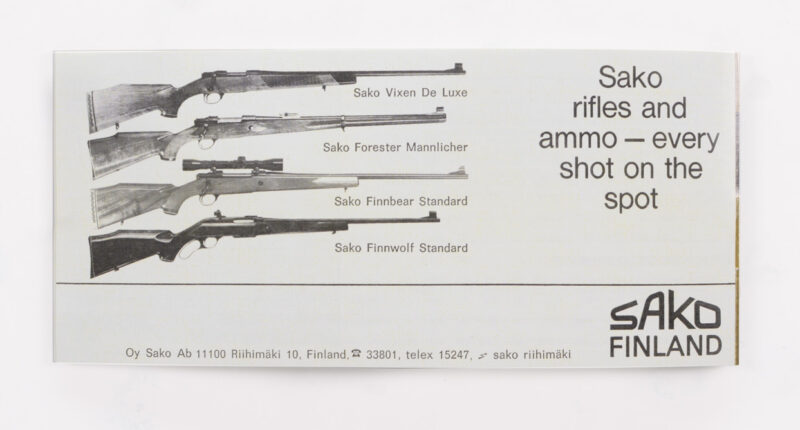 Sako Vixen De Luxe
Sako Forester Mannlicher
Sako Finnbear Standard
Sako Finnwolf Standard
Sako
rifles and
ammo — every
shot on the
spot
SAKO
FINLAND
Oy Sako Ab 11100 Riihimäki 10, Finland, ☎ 33801, telex 15247, sako riihimäki